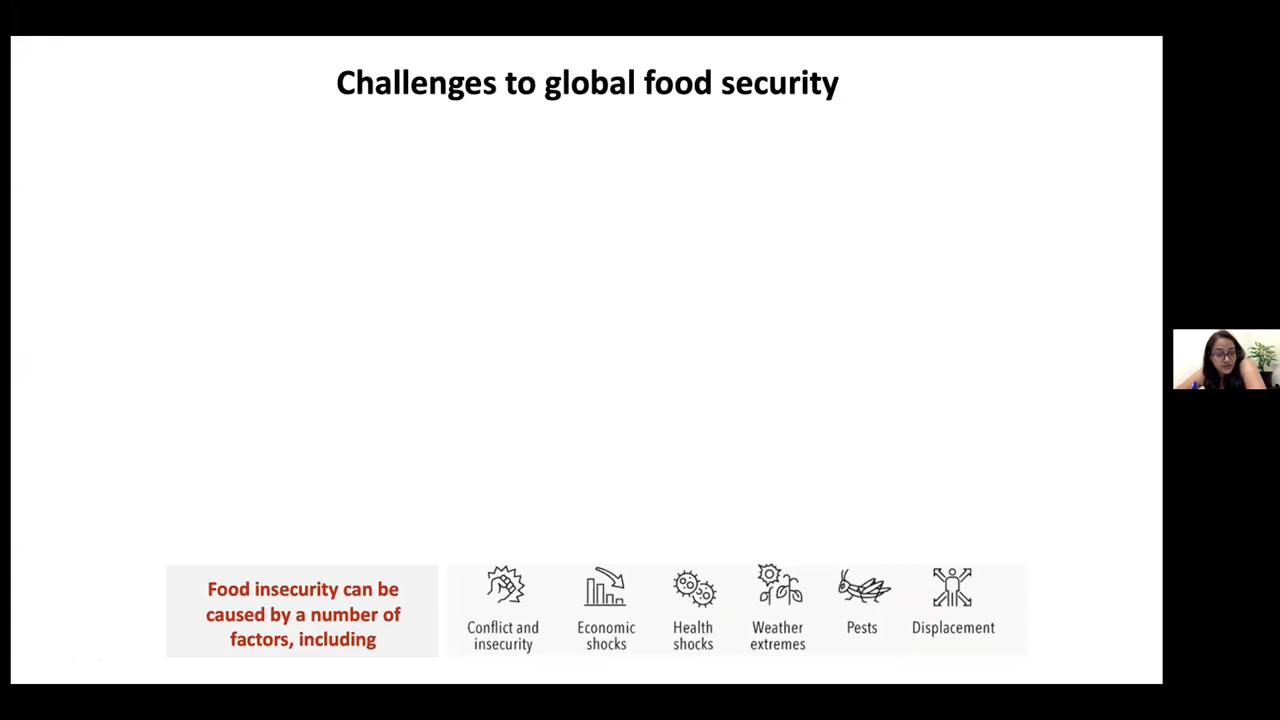 Challenges to global food security
Food insecurity can be
caused by a number of
factors, including
Conflict and
insecurity
Economic
shocks
Health
shocks
Weather
extremes
Pests
Displacement